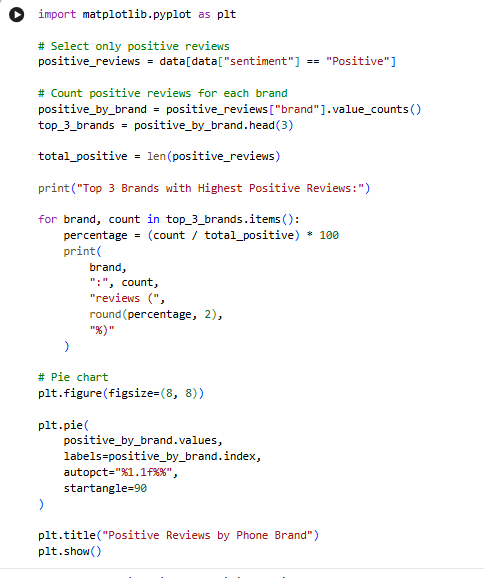 import matplotlib.pyplot as plt

# Select only positive reviews
positive_reviews = data[data["sentiment"] == "Positive"]

# Count positive reviews for each brand
positive_by_brand = positive_reviews["brand"].value_counts()
top_3_brands = positive_by_brand.head(3)

total_positive = len(positive_reviews)

print("Top 3 Brands with Highest Positive Reviews:")

for brand, count in top_3_brands.items():
    percentage = (count / total_positive) * 100
    print(
        brand,
        ":", count,
        "reviews (",
        round(percentage, 2),
        "%)"
    )

# Pie chart
plt.figure(figsize=(8, 8))

plt.pie(
    positive_by_brand.values,
    labels=positive_by_brand.index,
    autopct="%1.1f%%",
    startangle=90
)

plt.title("Positive Reviews by Phone Brand")
plt.show()